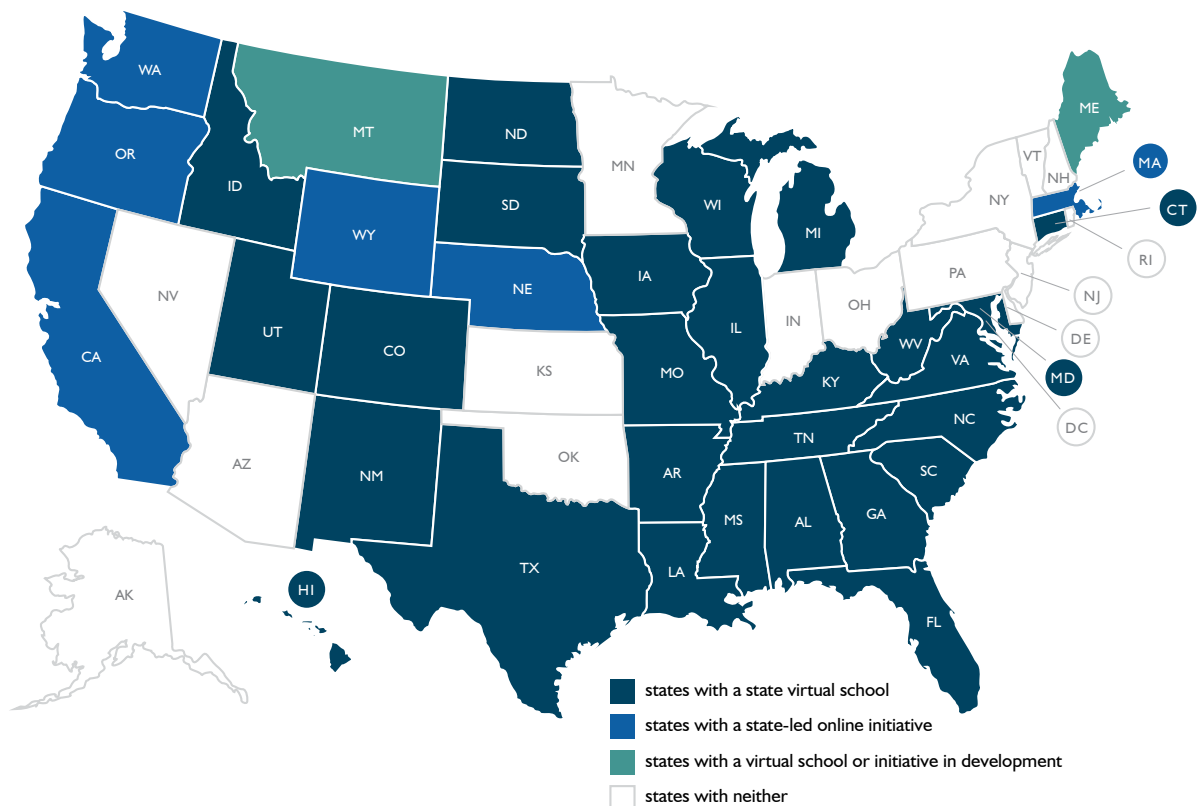 WA
OR
CA
ID
NV
MT
WY
UT
AZ
CO
NM
ND
SD
NE
KS
OK
TX
MN
IA
MO
AR
LA
WI
IL
MI
IN
OH
KY
TN
MS
AL
GA
FL
SC
NC
VA
WV
PA
NY
VT
NH
ME
MA
CT
RI
NJ
DE
MD
DC
AK
HI
states with a state virtual school
states with a state-led online initiative
states with a virtual school or initiative in development
states with neither